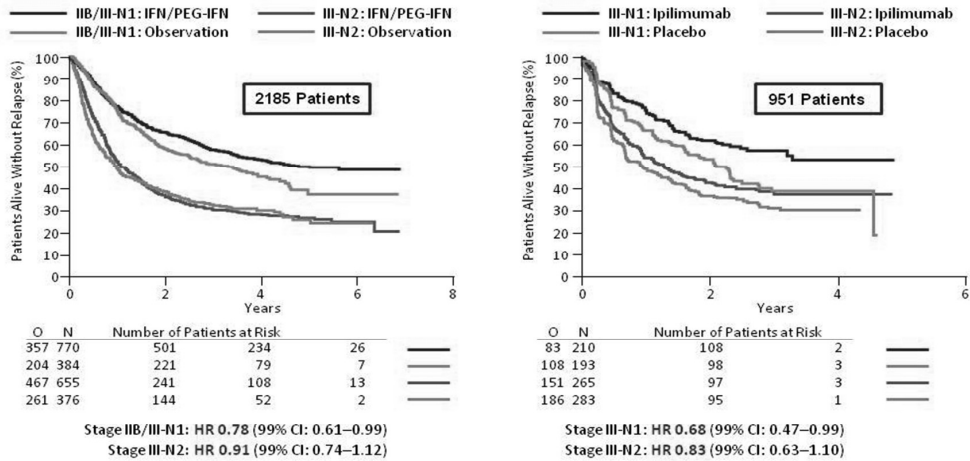 IIB/III-N1: IFN/PEG-IFN III-N2: IFN/PEG-IFN
IIB/III-N1: Observation III-N2: Observation
Patients Alive Without Relapse (%)
100
90
80
70
60
50
40
30
20
10
0
2185 Patients
0 2 4 6 8
Years
O N Number of Patients at Risk
357 770 501 234 26
204 384 221 79 7
467 655 241 108 13
261 376 144 52 2
Stage IIB/III-N1: HR 0.78 (99% CI: 0.61–0.99)
Stage III-N2: HR 0.91 (99% CI: 0.74–1.12)
III-N1: Ipilimumab III-N2: Ipilimumab
III-N1: Placebo III-N2: Placebo
Patients Alive Without Relapse (%)
100
90
80
70
60
50
40
30
20
10
0
951 Patients
0 2 4 6
Years
O N Number of Patients at Risk
83 210 108 2
108 193 98 3
151 265 97 3
186 283 95 1
Stage III-N1: HR 0.68 (99% CI: 0.47–0.99)
Stage III-N2: HR 0.83 (99% CI: 0.63–1.10)